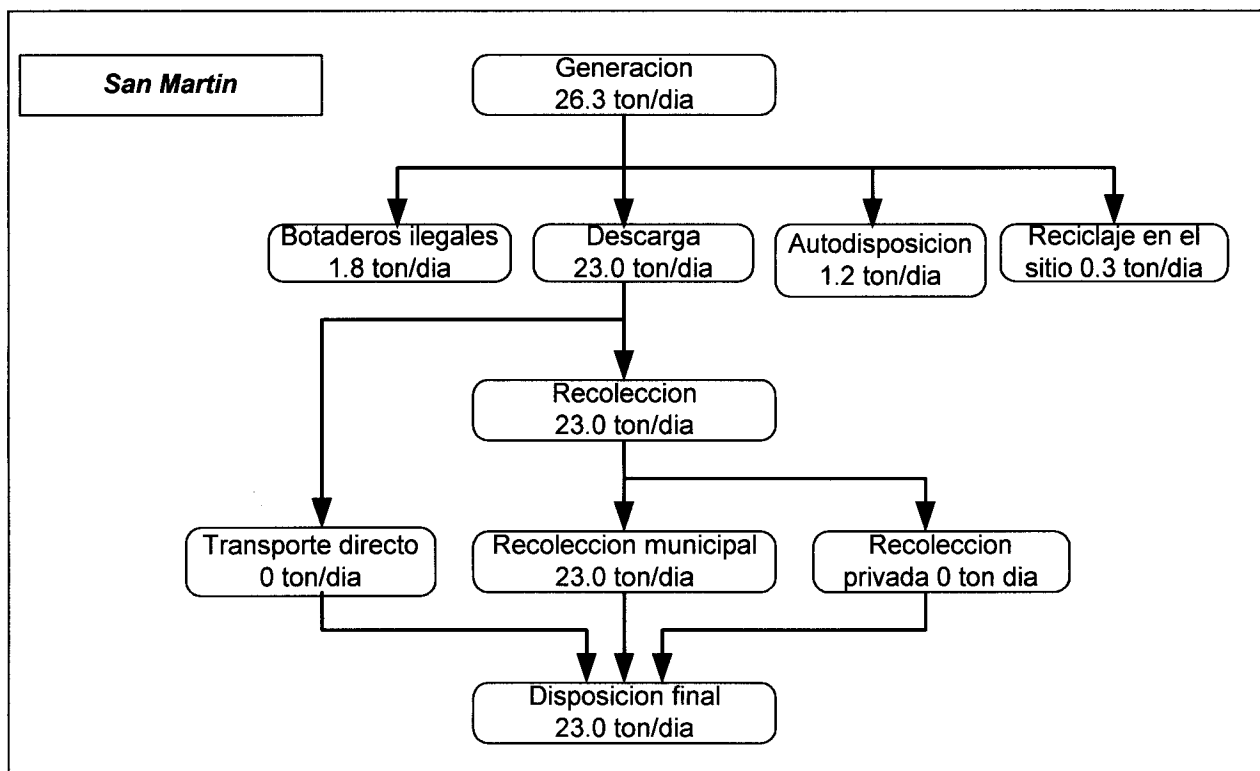 San Martin
Generacion
26.3 ton/dia
Botaderos ilegales
1.8 ton/dia
Descarga
23.0 ton/dia
Autodisposicion
1.2 ton/dia
Reciclaje en el
sitio 0.3 ton/dia
Recoleccion
23.0 ton/dia
Transporte directo
0 ton/dia
Recoleccion municipal
23.0 ton/dia
Recoleccion
privada 0 ton dia
Disposicion final
23.0 ton/dia